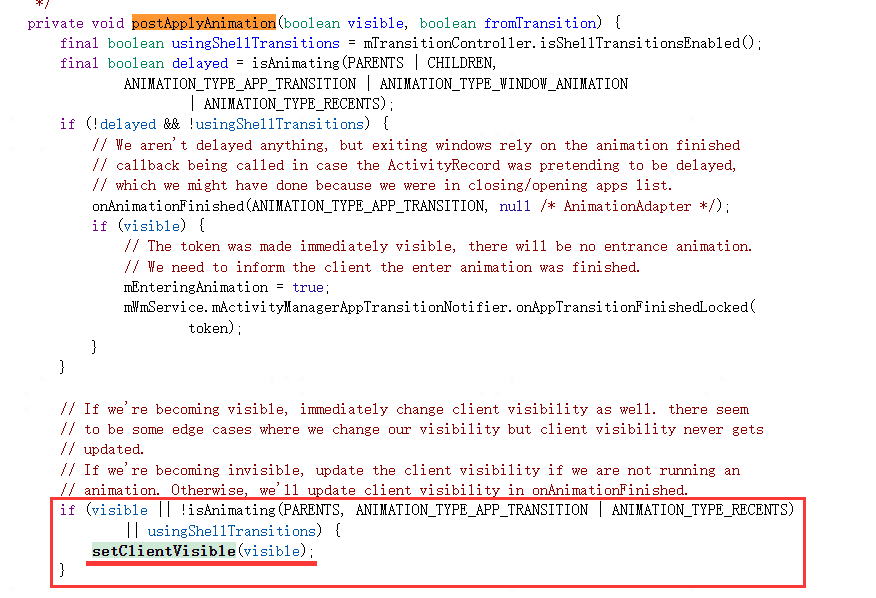 */
private void postApplyAnimation(boolean visible, boolean fromTransition) {
final boolean usingShellTransitions = mTransitionController.isShellTransitionsEnabled();
final boolean delayed = isAnimating(PARENTS | CHILDREN,
ANIMATION_TYPE_APP_TRANSITION | ANIMATION_TYPE_WINDOW_ANIMATION
| ANIMATION_TYPE_RECENTS);
if (!delayed && !usingShellTransitions) {
// We aren't delayed anything, but exiting windows rely on the animation finished
// callback being called in case the ActivityRecord was pretending to be delayed,
// which we might have done because we were in closing/opening apps list.
onAnimationFinished(ANIMATION_TYPE_APP_TRANSITION, null /* AnimationAdapter */);
if (visible) {
// The token was made immediately visible, there will be no entrance animation.
// We need to inform the client the enter animation was finished.
mEnteringAnimation = true;
mWmService.mActivityManagerAppTransitionNotifier.onAppTransitionFinishedLocked(
token);
}
}
// If we're becoming visible, immediately change client visibility as well. there seem
// to be some edge cases where we change our visibility but client visibility never gets
// updated.
// If we're becoming invisible, update the client visibility if we are not running an
// animation. Otherwise, we'll update client visibility in onAnimationFinished.
if (visible || !isAnimating(PARENTS, ANIMATION_TYPE_APP_TRANSITION | ANIMATION_TYPE_RECENTS)
|| usingShellTransitions) {
setClientVisible(visible);
}